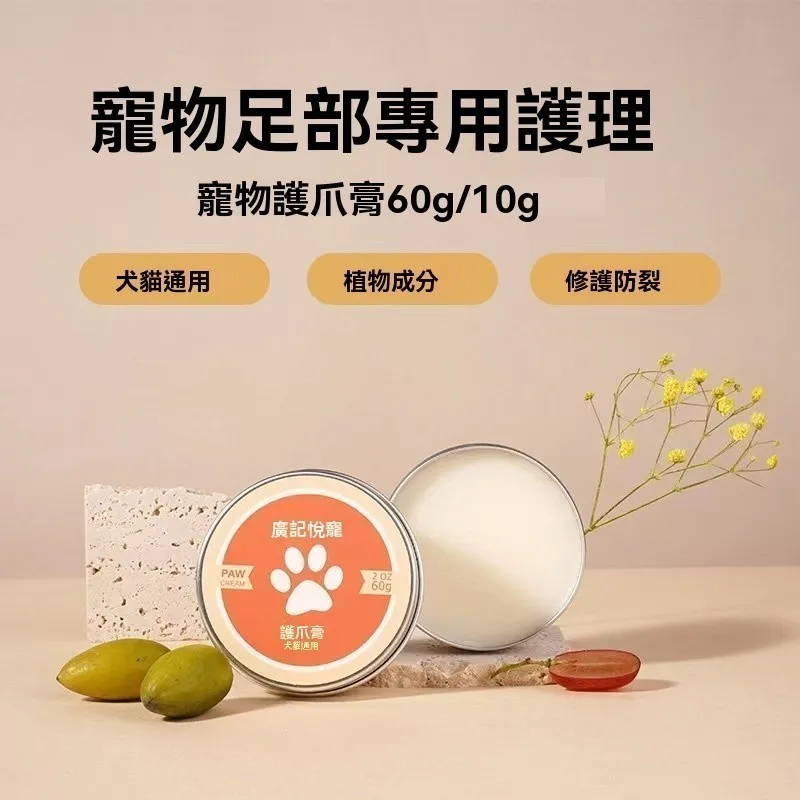 寵物足部專用護理
寵物護爪膏60g/10g
犬貓通用
植物成分
修護防裂
廣記悅寵
PAW
CREAM
2 OZ
60g
護爪膏
犬貓通用